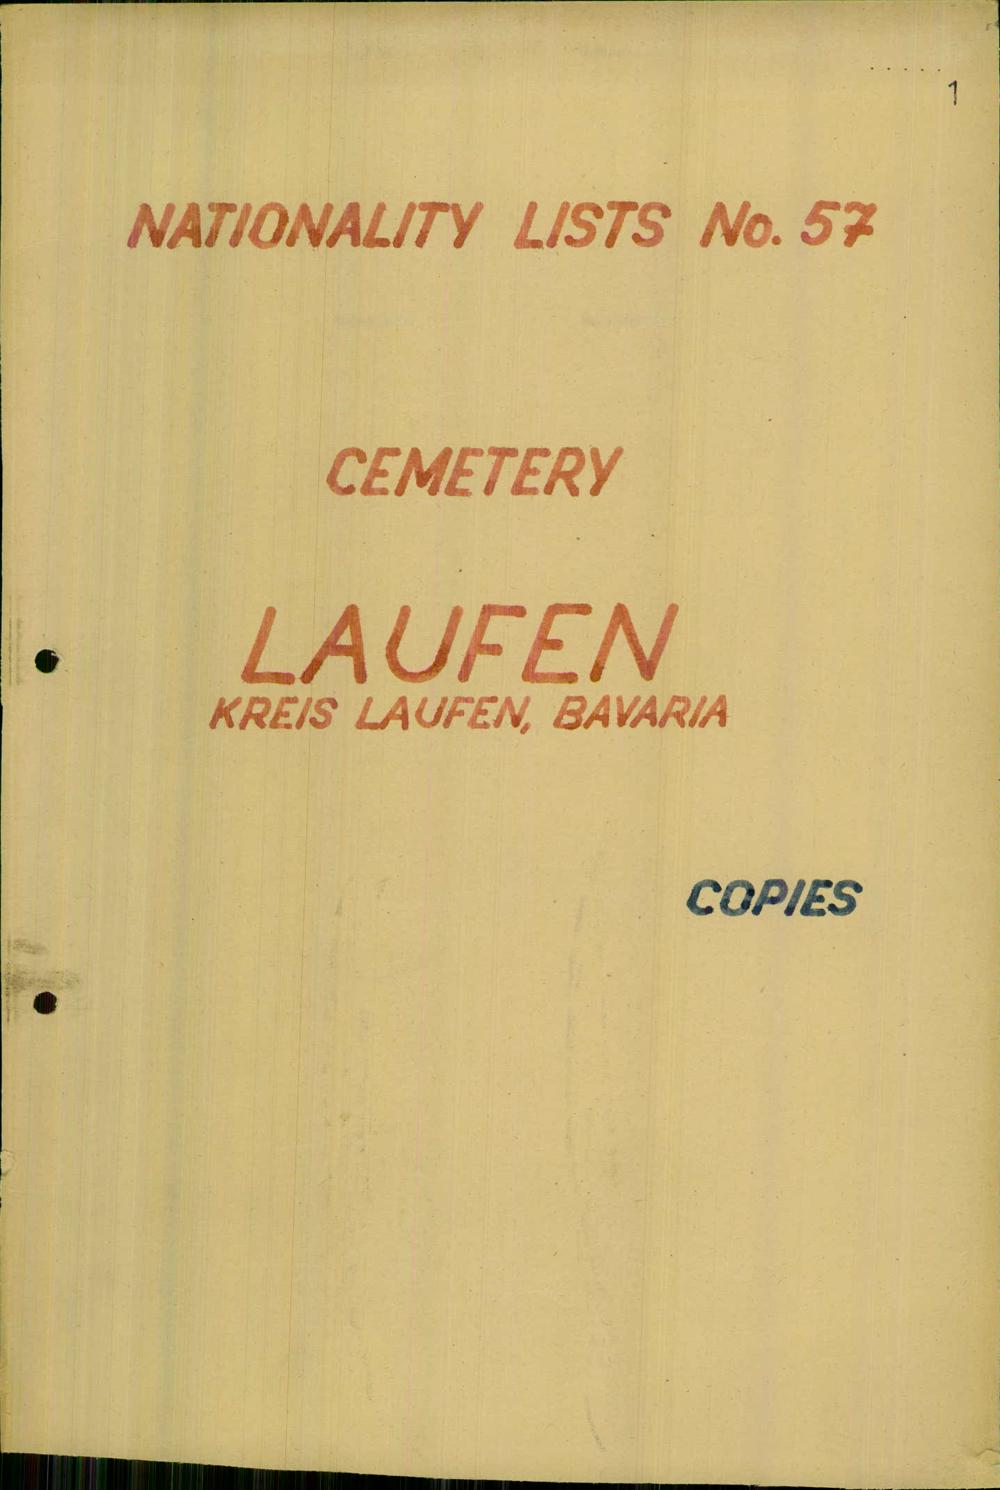 1
NATIONALITY LISTS No. 57
CEMETERY
LAUFEN
KREIS LAUFEN, BAVARIA
COPIES